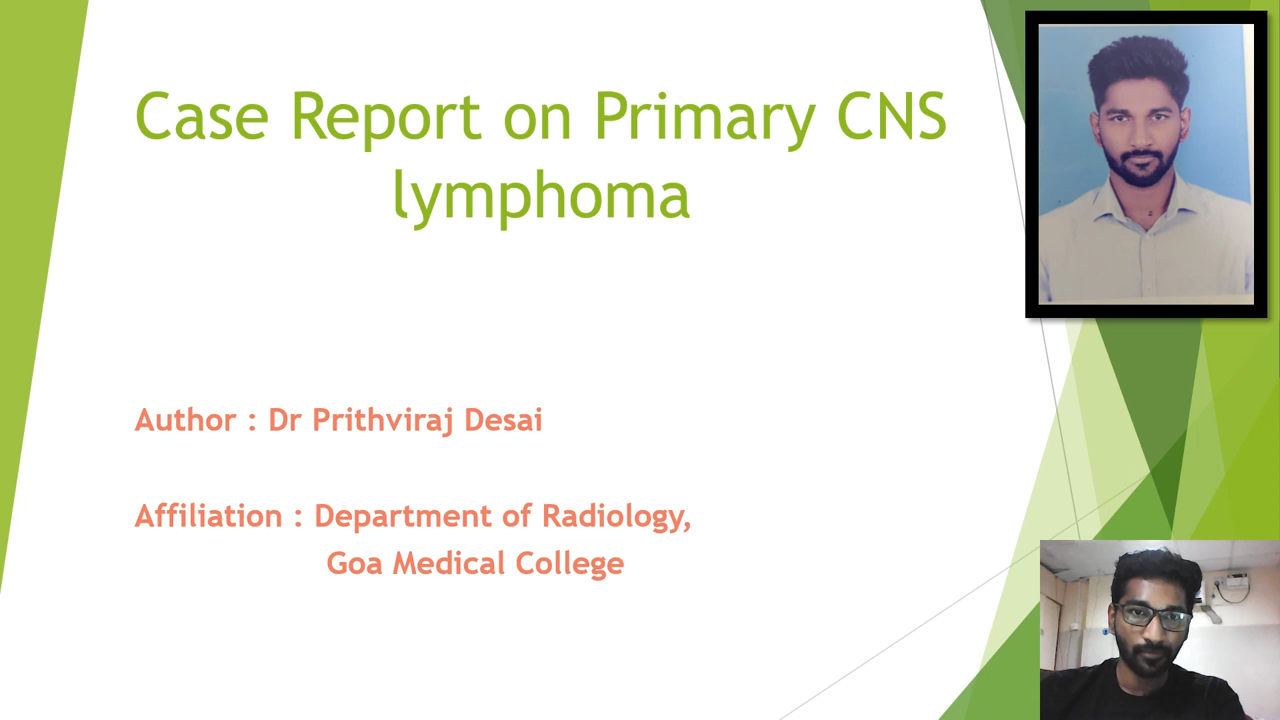 Case Report on Primary CNS
lymphoma
Author : Dr Prithviraj Desai
Affiliation : Department of Radiology,
Goa Medical College